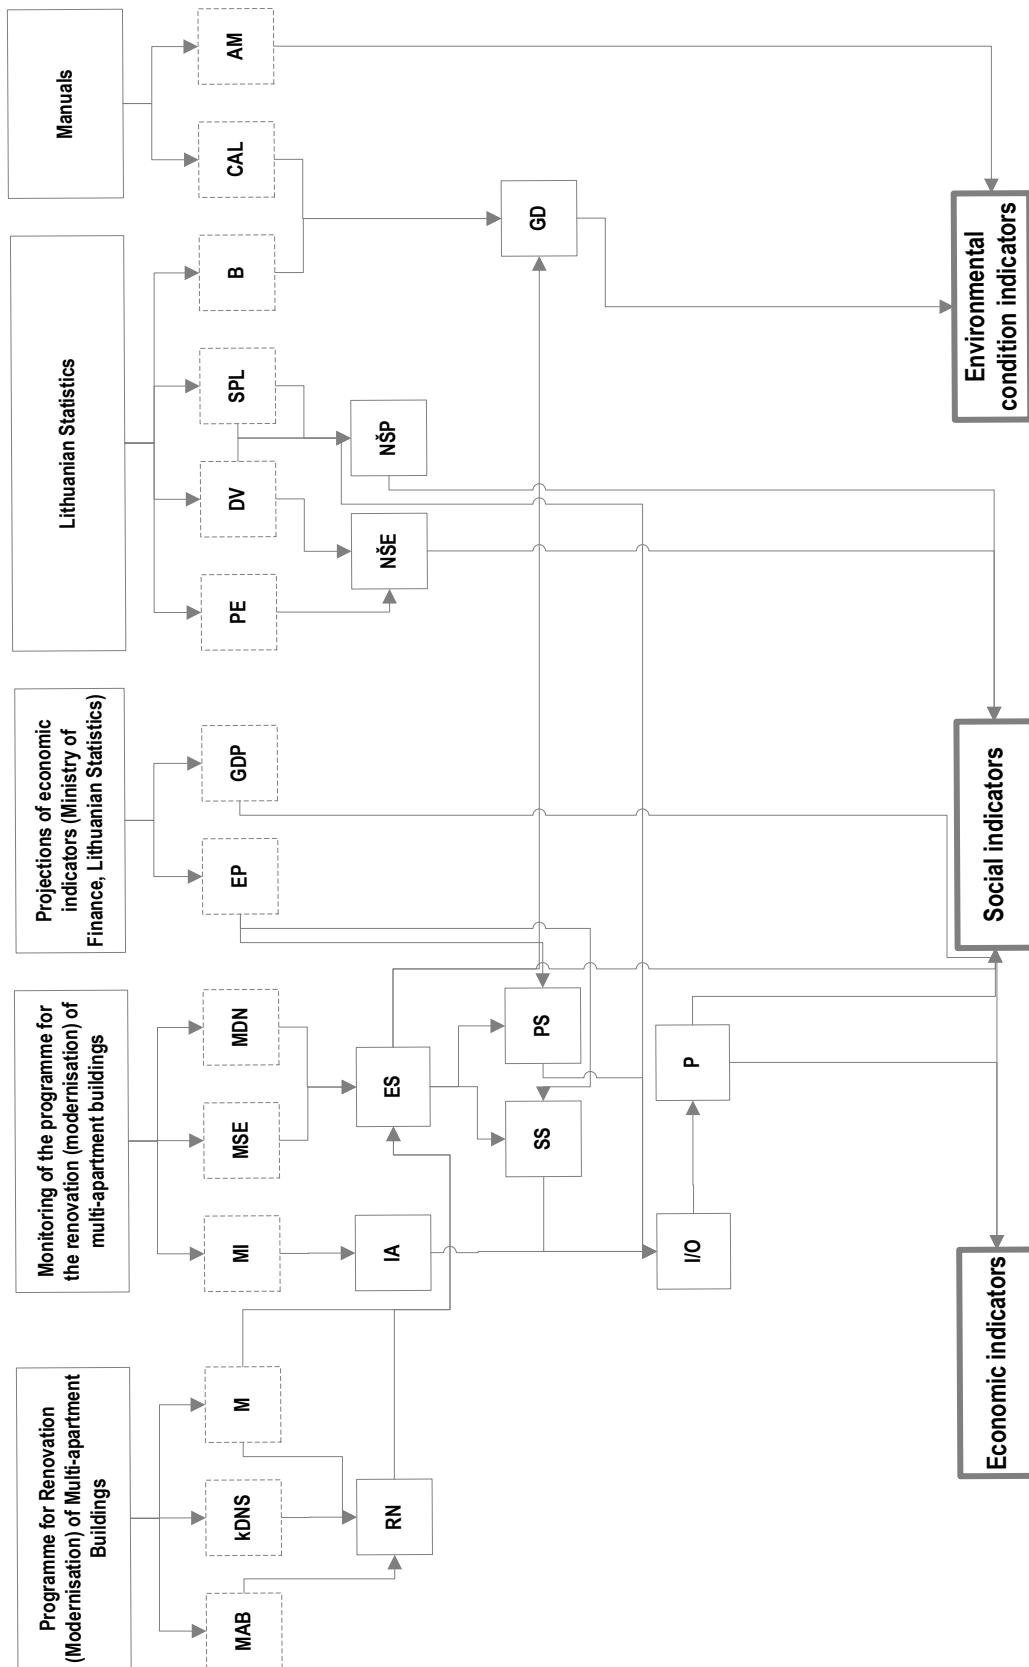 Programme for Renovation
(Modernisation) of Multi-apartment
Buildings
Monitoring of the programme for
the renovation (modernisation) of
multi-apartment buildings
Projections of economic
indicators (Ministry of
Finance, Lithuanian Statistics)
Lithuanian Statistics
Manuals
MAB
kDNS
M
MI
MSE
MDN
EP
GDP
PE
DV
SPL
B
CAL
AM
RN
IA
ES
NŠE
NŠP
SS
PS
GD
I/O
P
Economic indicators
Social indicators
Environmental
condition indicators